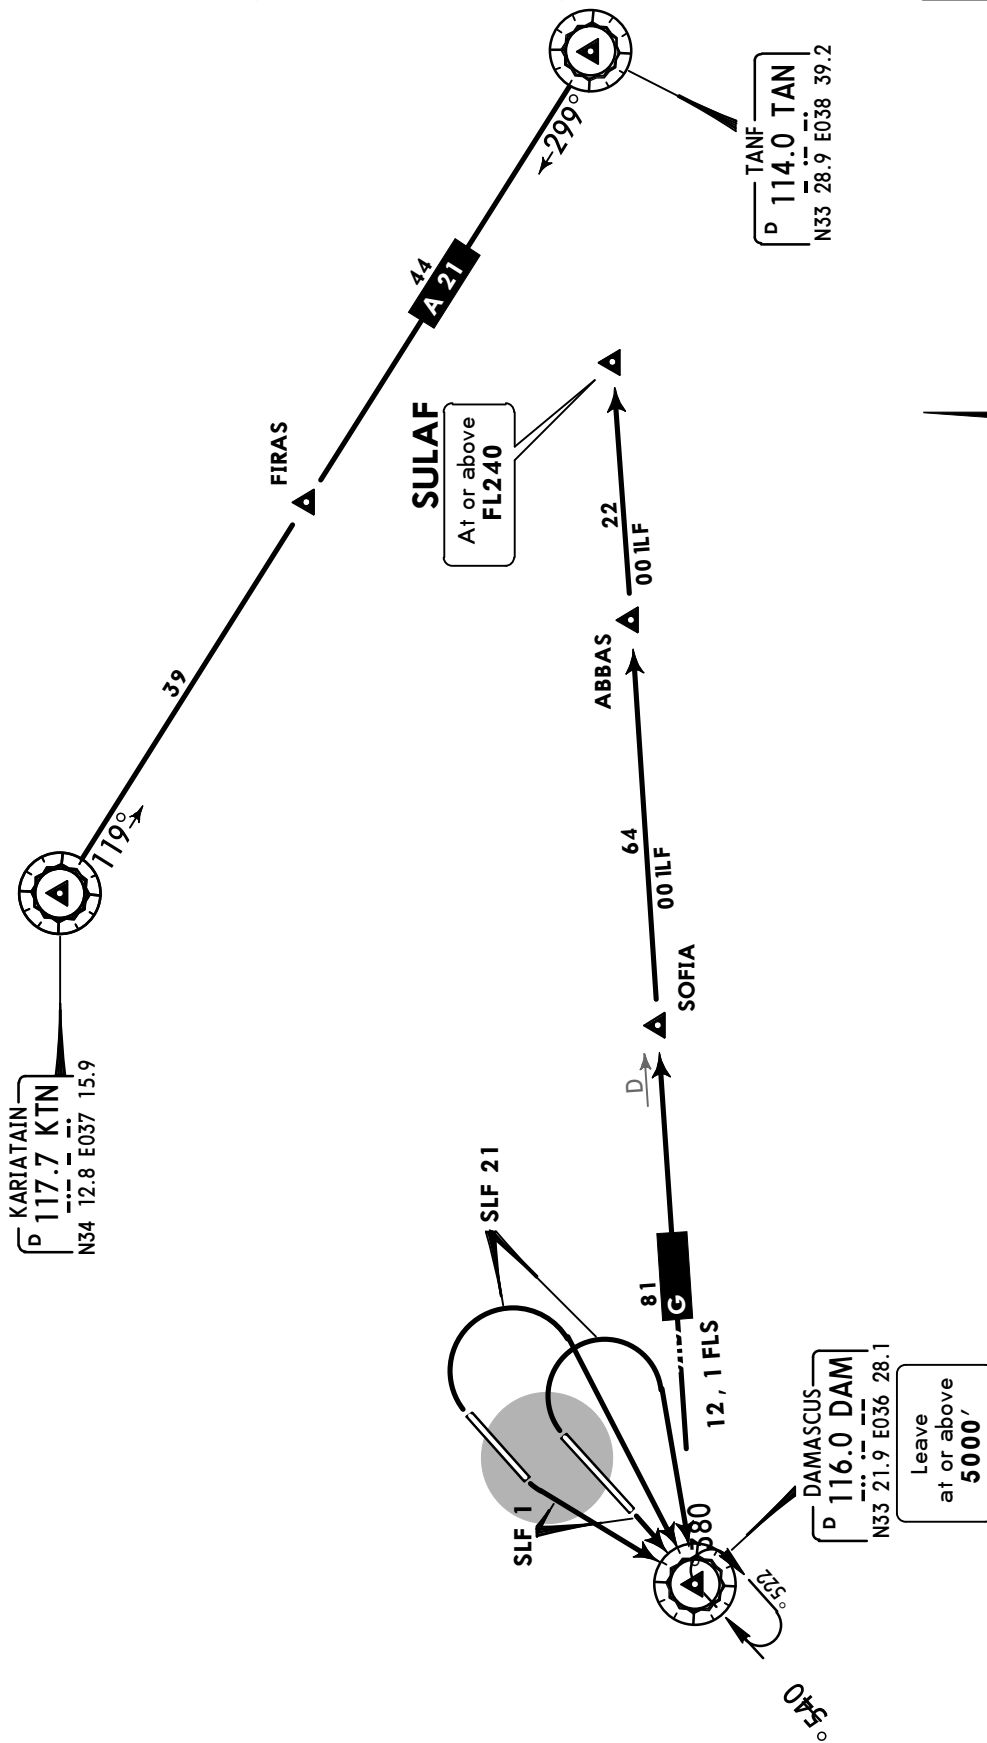 KARIATAIN
D 117.7 KTN
N34 12.8 E037 15.9
119°
39
FIRAS
44
A 21
299°
TANF
D 114.0 TAN
N33 28.9 E038 39.2
SULAF
At or above
FL240
22
001LF
ABBAS
64
001LF
SOFIA
D
81
G
12, 1 FLS
SLF 21
SLF 1
DAMASCUS
D 116.0 DAM
N33 21.9 E036 28.1
Leave
at or above
5000'
°380
°522
°540